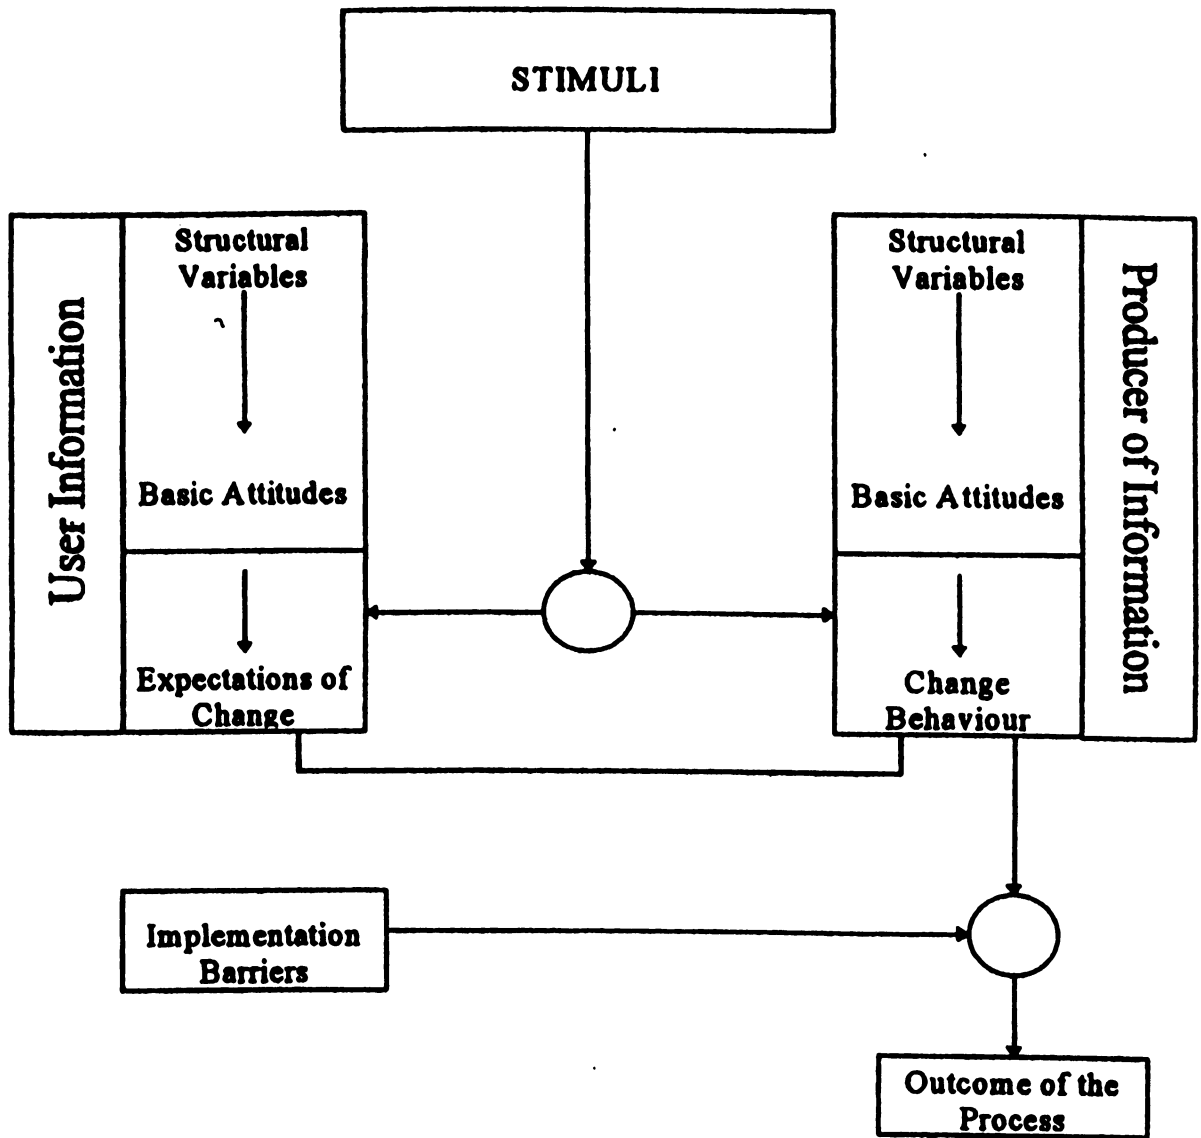 STIMULI
User Information
Structural
Variables
Basic Attitudes
Expectations of
Change
Structural
Variables
Basic Attitudes
Change
Behaviour
Producer of Information
Implementation
Barriers
Outcome of the
Process